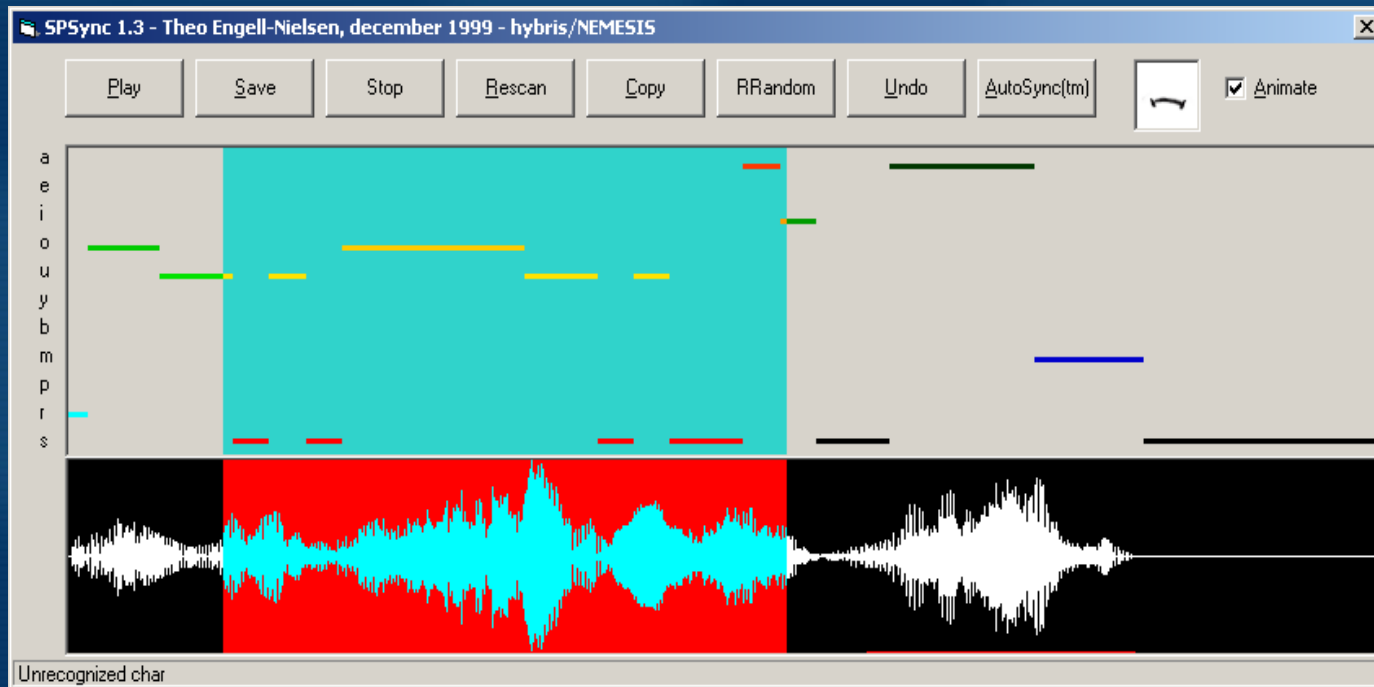 SPSync 1.3 - Theo Engell-Nielsen, december 1999 - hybris/NEMESIS
Play Save Stop Rescan Copy RRandom Undo AutoSync(tm) Animate
a
e
i
o
u
y
b
m
p
r
s
Unrecognized char